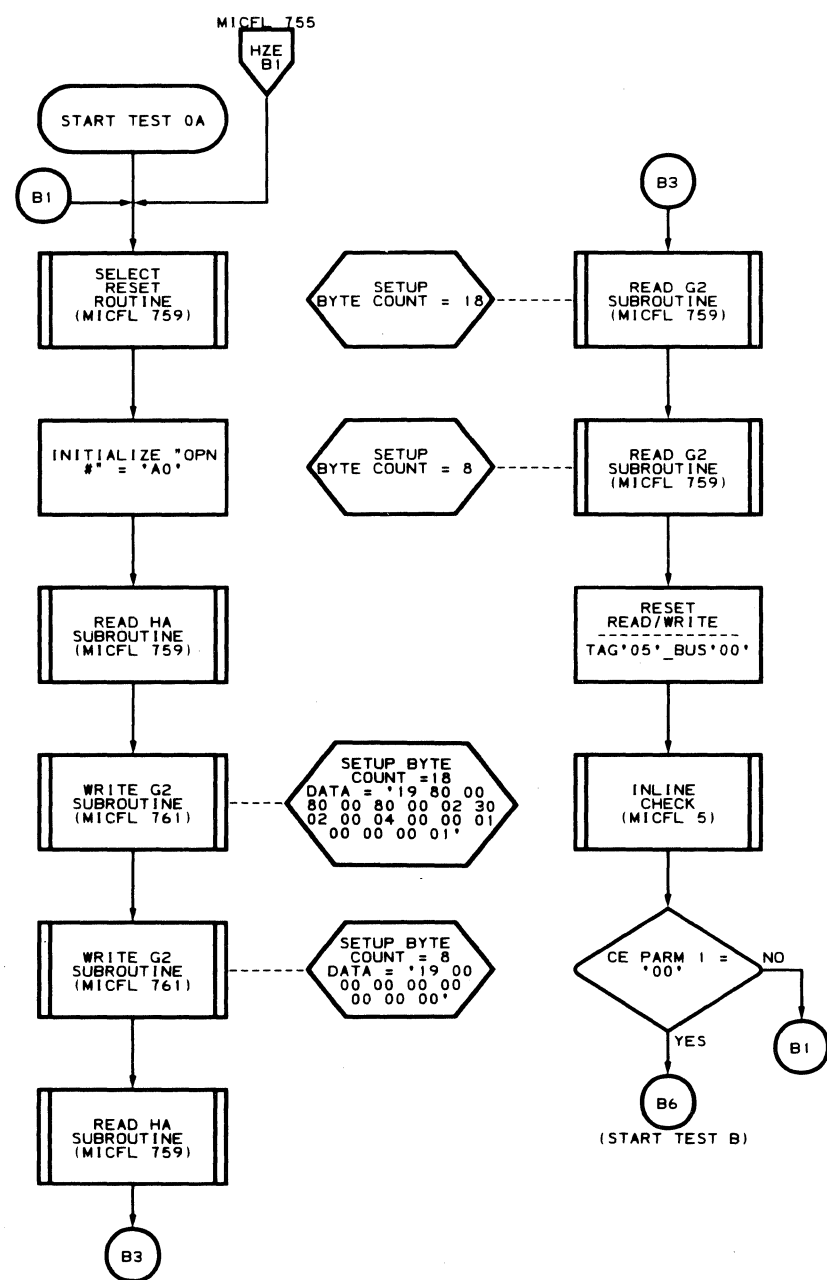 MICFL 755
HZE
B1
START TEST 0A
B1
SELECT
RESET
ROUTINE
(MICFL 759)
INITIALIZE "OPN
#" = 'A0'
READ HA
SUBROUTINE
(MICFL 759)
WRITE G2
SUBROUTINE
(MICFL 761)
SETUP BYTE
COUNT =18
DATA = '19 80 00
80 00 80 00 02 30
02 00 04 00 00 01
00 00 00 01'
WRITE G2
SUBROUTINE
(MICFL 761)
SETUP BYTE
COUNT = 8
DATA = '19 00
00 00 00 00
00 00 00'
READ HA
SUBROUTINE
(MICFL 759)
B3
B3
SETUP
BYTE COUNT = 18
READ G2
SUBROUTINE
(MICFL 759)
SETUP
BYTE COUNT = 8
READ G2
SUBROUTINE
(MICFL 759)
RESET
READ/WRITE
TAG'05'_BUS'00'
INLINE
CHECK
(MICFL 5)
CE PARM 1 =
'00'
NO
B1
YES
B6
(START TEST B)